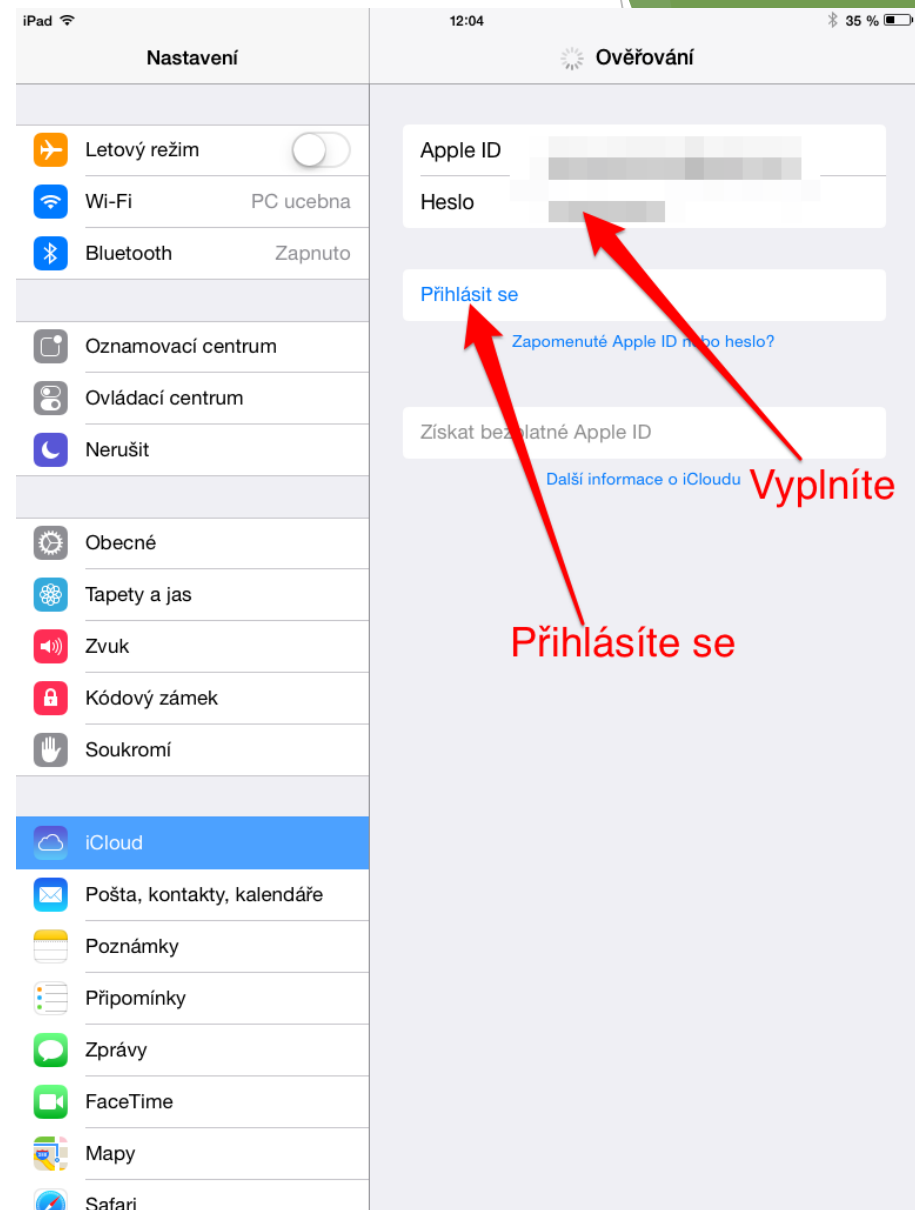 iPad
12:04
35 %
Nastavení
Ověřování
Letový režim
Wi-Fi PC ucebna
Bluetooth Zapnuto
Oznamovací centrum
Ovládací centrum
Nerušit
Obecné
Tapety a jas
Zvuk
Kódový zámek
Soukromí
iCloud
Pošta, kontakty, kalendáře
Poznámky
Připomínky
Zprávy
FaceTime
Mapy
Safari
Apple ID
Heslo
Přihlásit se
Zapomenuté Apple ID nebo heslo?
Získat bezplatné Apple ID
Další informace o iCloudu
Vyplníte
Přihlásíte se